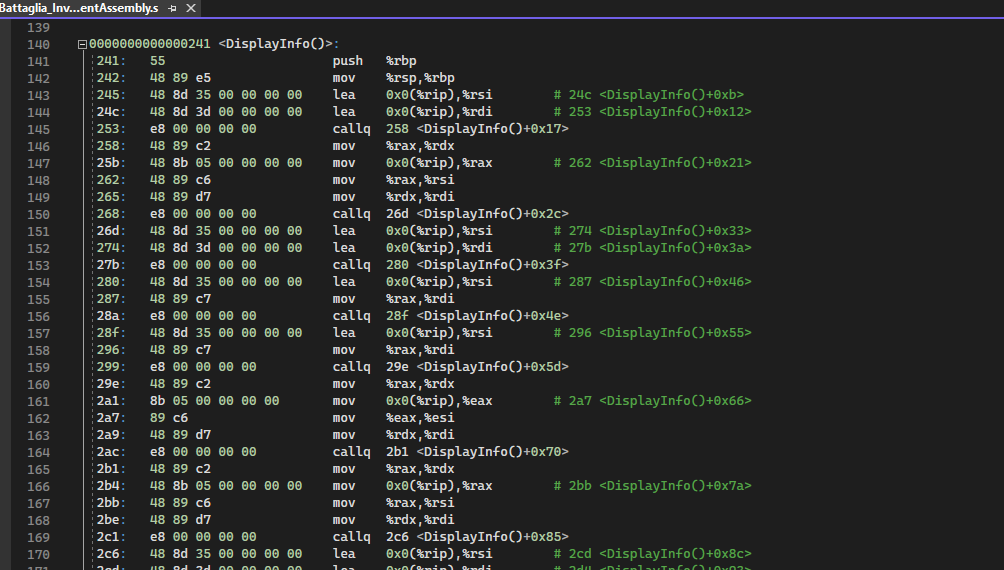 Battaglia_Inv...entAssembly.s
139
140 0000000000000241 <DisplayInfo()>:
141 241: 55 push %rbp
142 242: 48 89 e5 mov %rsp,%rbp
143 245: 48 8d 35 00 00 00 00 lea 0x0(%rip),%rsi # 24c <DisplayInfo()+0xb>
144 24c: 48 8d 3d 00 00 00 00 lea 0x0(%rip),%rdi # 253 <DisplayInfo()+0x12>
145 253: e8 00 00 00 00 callq 258 <DisplayInfo()+0x17>
146 258: 48 89 c2 mov %rax,%rdx
147 25b: 48 8b 05 00 00 00 00 mov 0x0(%rip),%rax # 262 <DisplayInfo()+0x21>
148 262: 48 89 c6 mov %rax,%rsi
149 265: 48 89 d7 mov %rdx,%rdi
150 268: e8 00 00 00 00 callq 26d <DisplayInfo()+0x2c>
151 26d: 48 8d 35 00 00 00 00 lea 0x0(%rip),%rsi # 274 <DisplayInfo()+0x33>
152 274: 48 8d 3d 00 00 00 00 lea 0x0(%rip),%rdi # 27b <DisplayInfo()+0x3a>
153 27b: e8 00 00 00 00 callq 280 <DisplayInfo()+0x3f>
154 280: 48 8d 35 00 00 00 00 lea 0x0(%rip),%rsi # 287 <DisplayInfo()+0x46>
155 287: 48 89 c7 mov %rax,%rdi
156 28a: e8 00 00 00 00 callq 28f <DisplayInfo()+0x4e>
157 28f: 48 8d 35 00 00 00 00 lea 0x0(%rip),%rsi # 296 <DisplayInfo()+0x55>
158 296: 48 89 c7 mov %rax,%rdi
159 299: e8 00 00 00 00 callq 29e <DisplayInfo()+0x5d>
160 29e: 48 89 c2 mov %rax,%rdx
161 2a1: 8b 05 00 00 00 00 mov 0x0(%rip),%eax # 2a7 <DisplayInfo()+0x66>
162 2a7: 89 c6 mov %eax,%esi
163 2a9: 48 89 d7 mov %rdx,%rdi
164 2ac: e8 00 00 00 00 callq 2b1 <DisplayInfo()+0x70>
165 2b1: 48 89 c2 mov %rax,%rdx
166 2b4: 48 8b 05 00 00 00 00 mov 0x0(%rip),%rax # 2bb <DisplayInfo()+0x7a>
167 2bb: 48 89 c6 mov %rax,%rsi
168 2be: 48 89 d7 mov %rdx,%rdi
169 2c1: e8 00 00 00 00 callq 2c6 <DisplayInfo()+0x85>
170 2c6: 48 8d 35 00 00 00 00 lea 0x0(%rip),%rsi # 2cd <DisplayInfo()+0x8c>